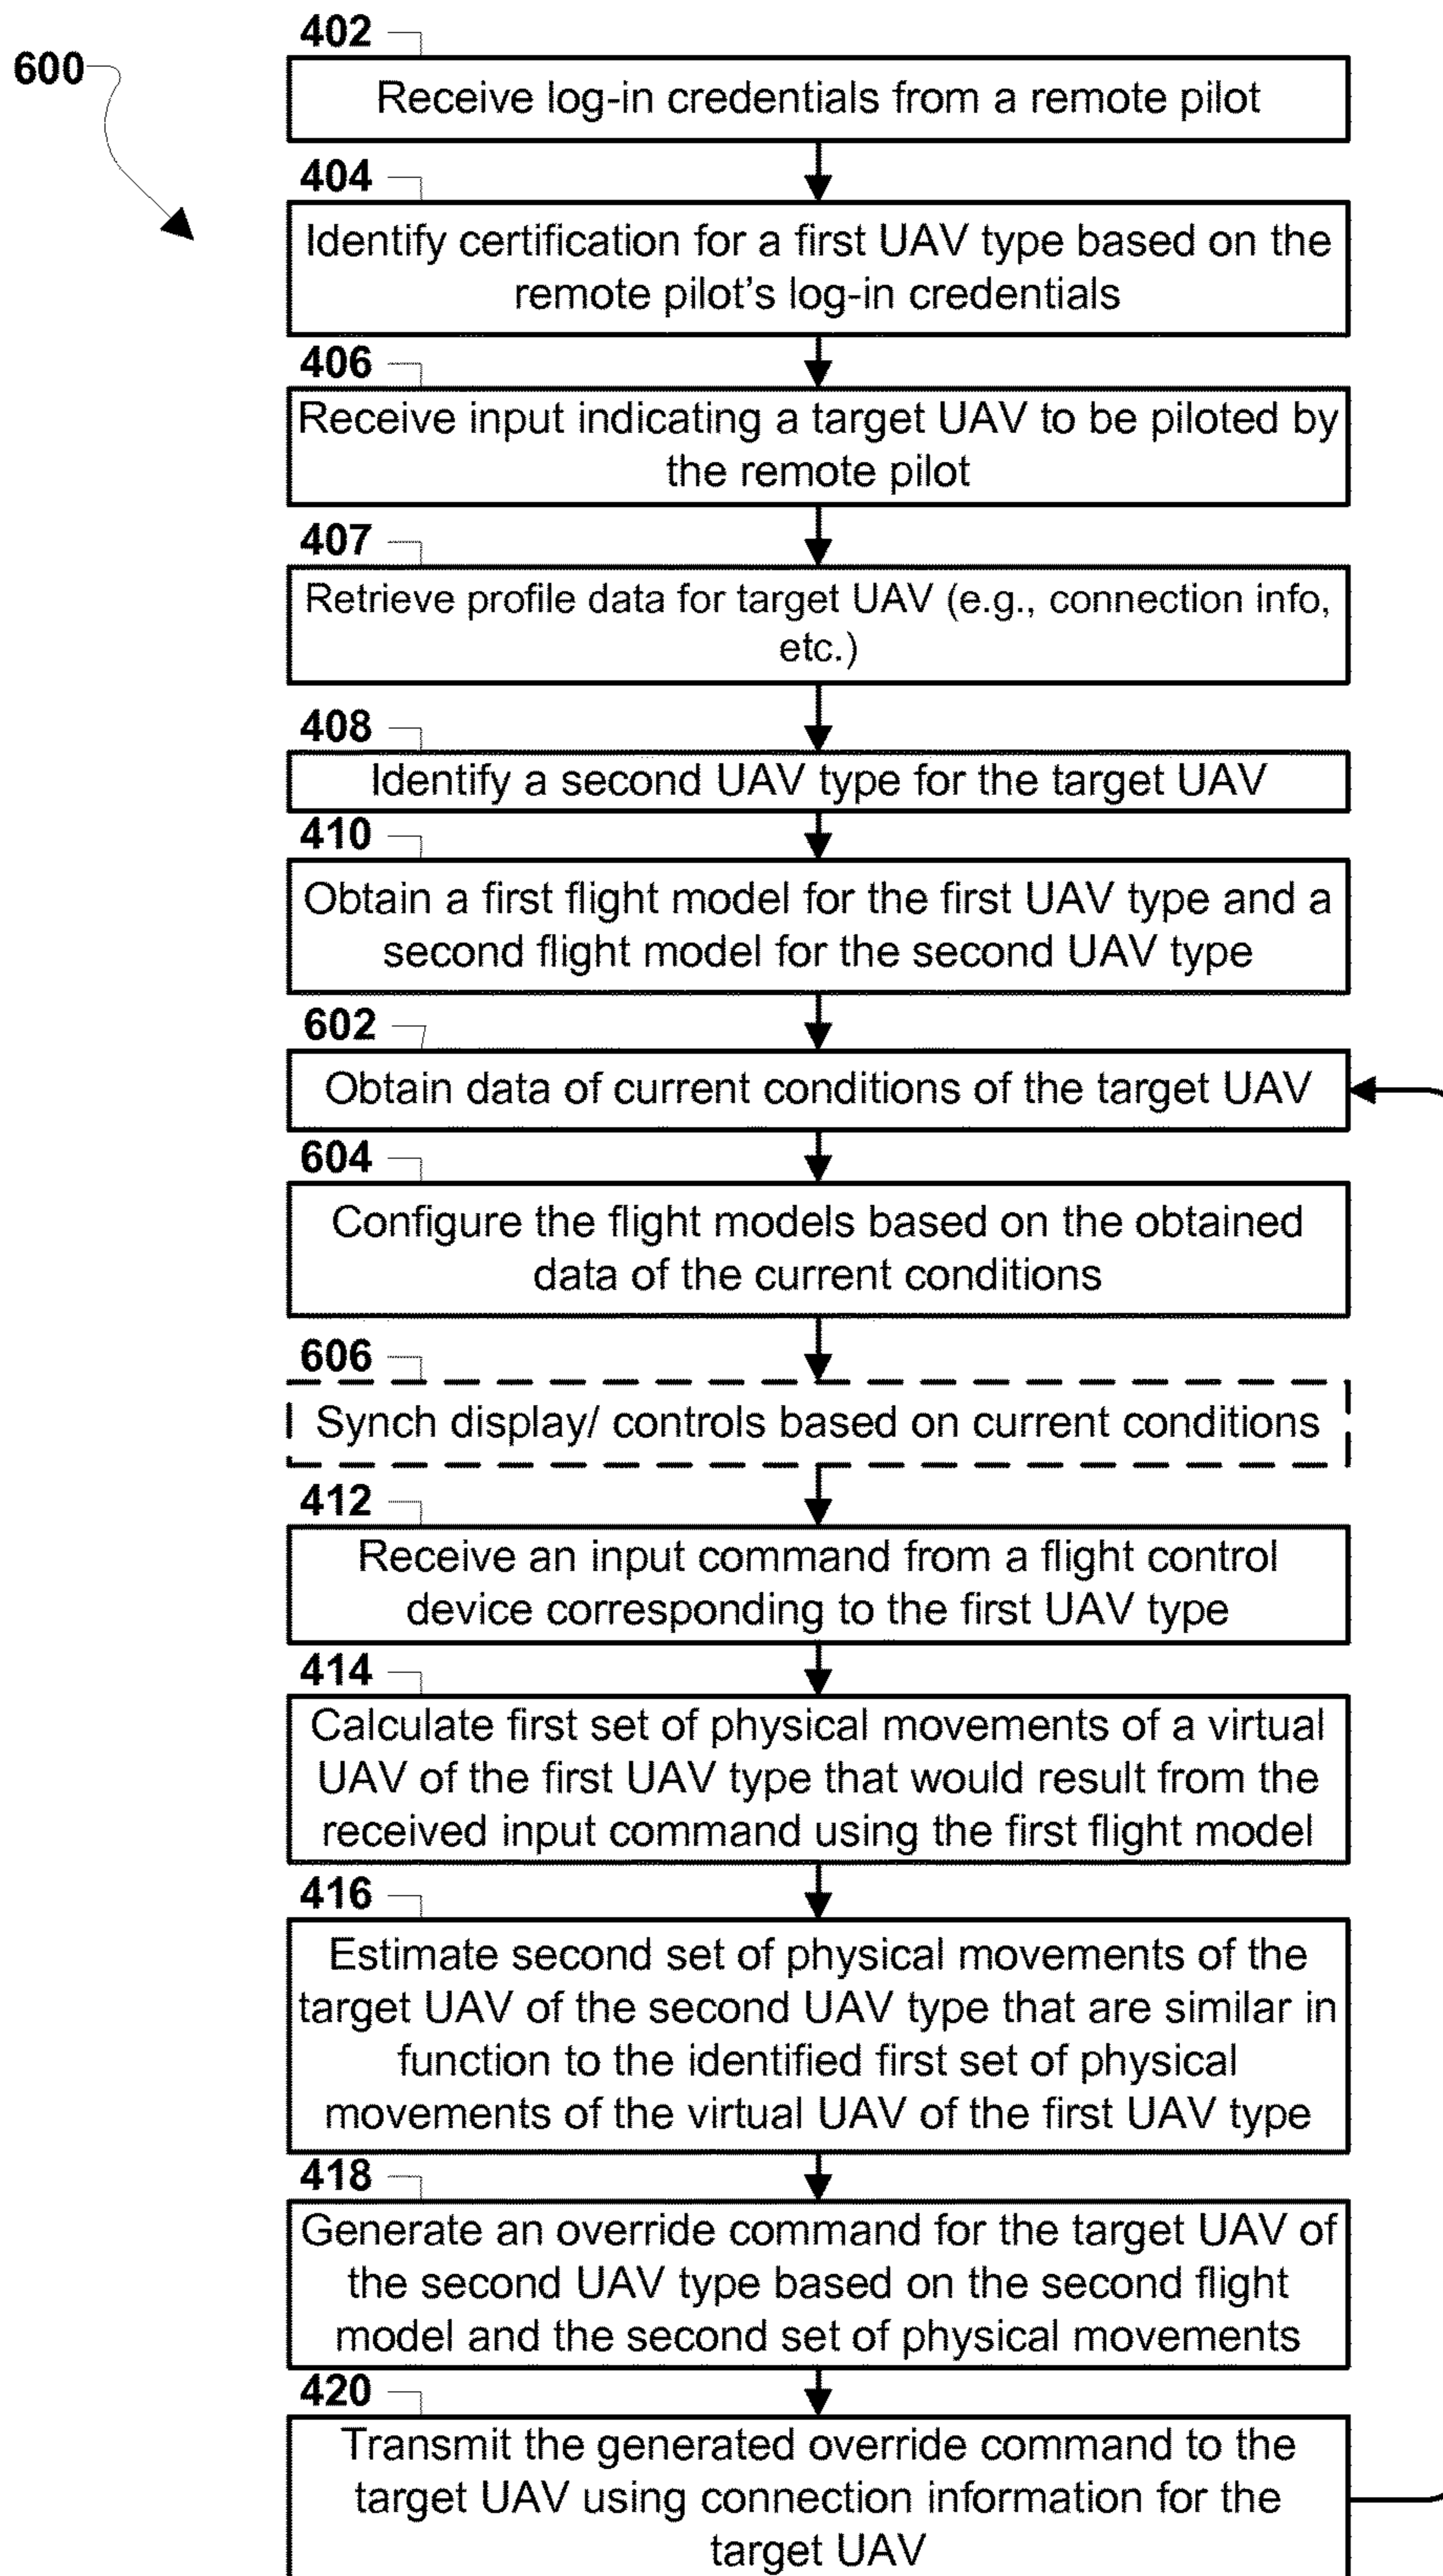 402
600
Receive log-in credentials from a remote pilot
404
Identify certification for a first UAV type based on the
remote pilot's log-in credentials
406
Receive input indicating a target UAV to be piloted by
the remote pilot
407
Retrieve profile data for target UAV (e.g., connection info,
etc.)
408
Identify a second UAV type for the target UAV
410
Obtain a first flight model for the first UAV type and a
second flight model for the second UAV type
602
Obtain data of current conditions of the target UAV
604
Configure the flight models based on the obtained
data of the current conditions
606
Synch display/ controls based on current conditions
412
Receive an input command from a flight control
device corresponding to the first UAV type
414
Calculate first set of physical movements of a virtual
UAV of the first UAV type that would result from the
received input command using the first flight model
416
Estimate second set of physical movements of the
target UAV of the second UAV type that are similar in
function to the identified first set of physical
movements of the virtual UAV of the first UAV type
418
Generate an override command for the target UAV of
the second UAV type based on the second flight
model and the second set of physical movements
420
Transmit the generated override command to the
target UAV using connection information for the
target UAV